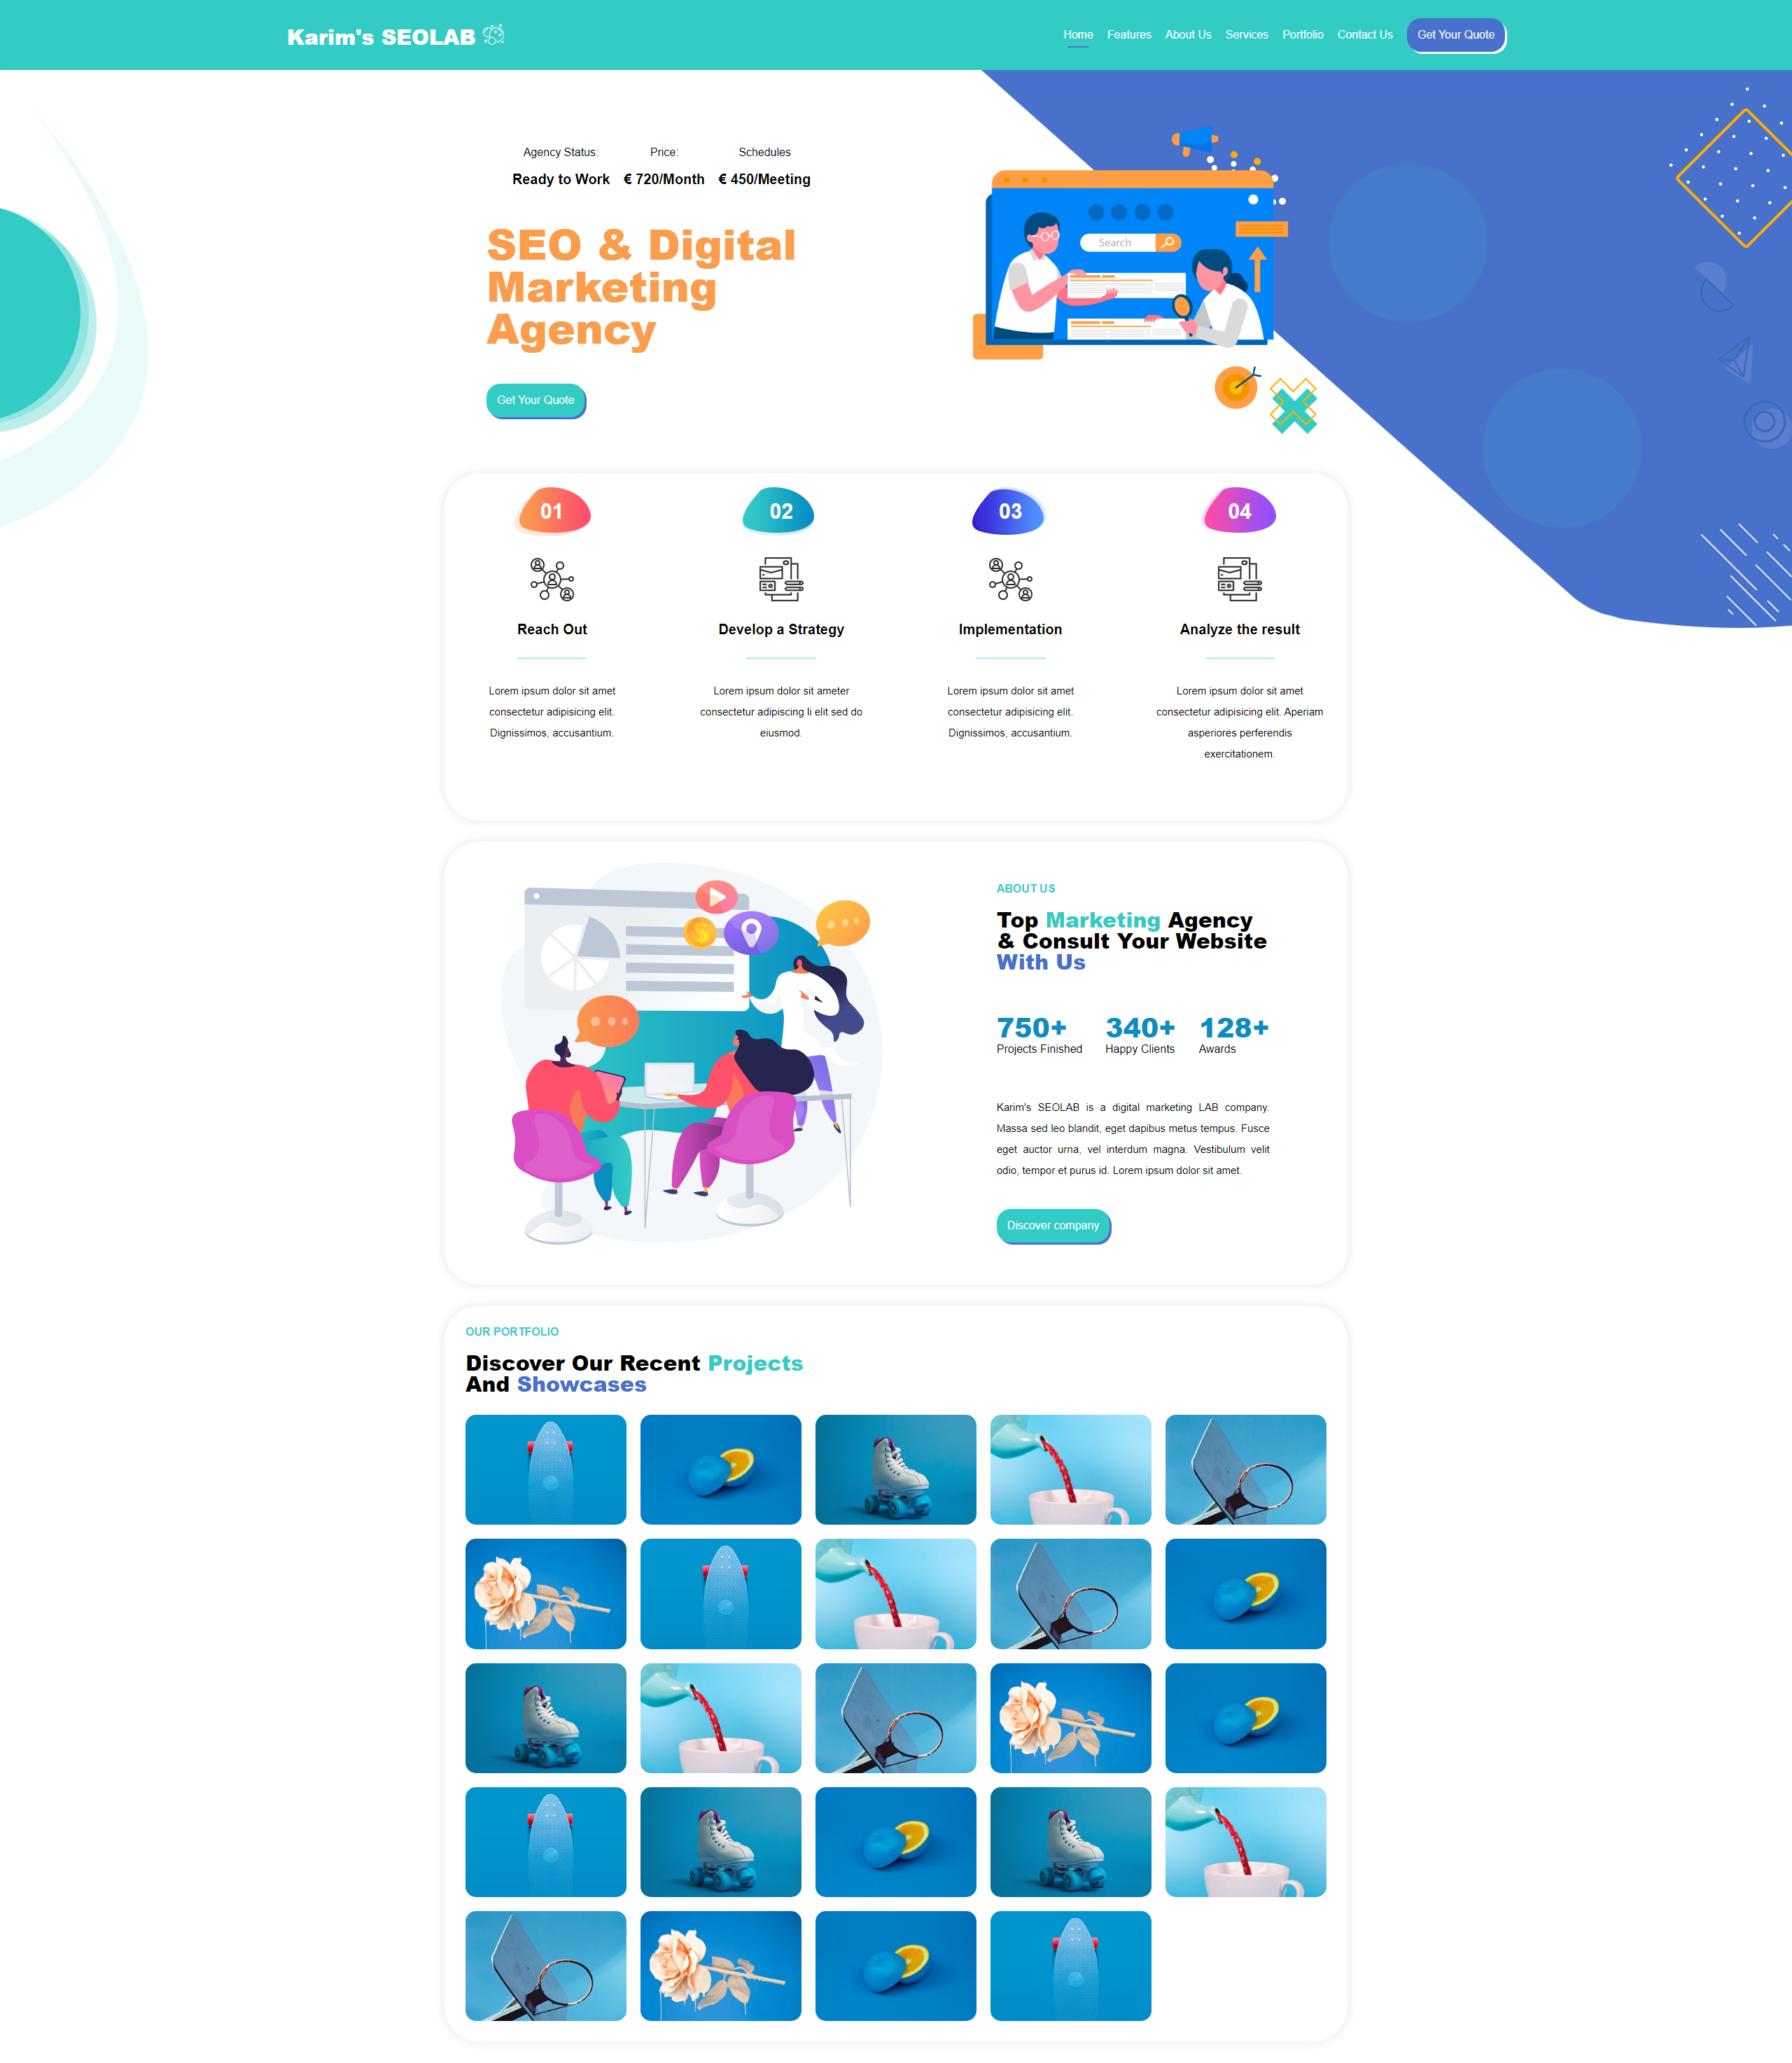 Karim's SEOLAB
Home Features About Us Services Portfolio Contact Us Get Your Quote
Agency Status: Price: Schedules
Ready to Work € 720/Month € 450/Meeting
SEO & Digital
Marketing
Agency
Get Your Quote
Search
01 02 03 04
Reach Out Develop a Strategy Implementation Analyze the result
Lorem ipsum dolor sit amet
consectetur adipisicing elit.
Dignissimos, accusantium.
Lorem ipsum dolor sit ameter
consectetur adipiscing li elit sed do
eiusmod.
Lorem ipsum dolor sit amet
consectetur adipisicing elit.
Dignissimos, accusantium.
Lorem ipsum dolor sit amet
consectetur adipisicing elit. Aperiam
asperiores perferendis
exercitationem.
ABOUT US
Top Marketing Agency
& Consult Your Website
With Us
750+ 340+ 128+
Projects Finished Happy Clients Awards
Karim's SEOLAB is a digital marketing LAB company.
Massa sed leo blandit, eget dapibus metus tempus. Fusce
eget auctor urna, vel interdum magna. Vestibulum velit
odio, tempor et purus id. Lorem ipsum dolor sit amet.
Discover company
OUR PORTFOLIO
Discover Our Recent Projects
And Showcases